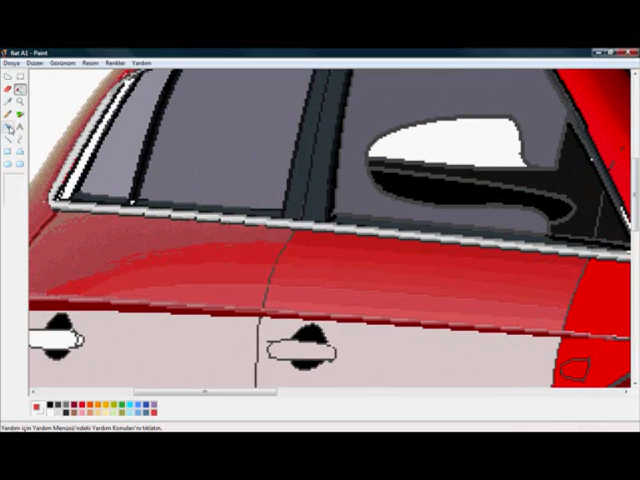 fiat A1 - Paint
Dosya Düzen Görünüm Resim Renkler Yardım
A
Yardım için Yardım Menüsü'ndeki Yardım Konuları'nı tıklatın.